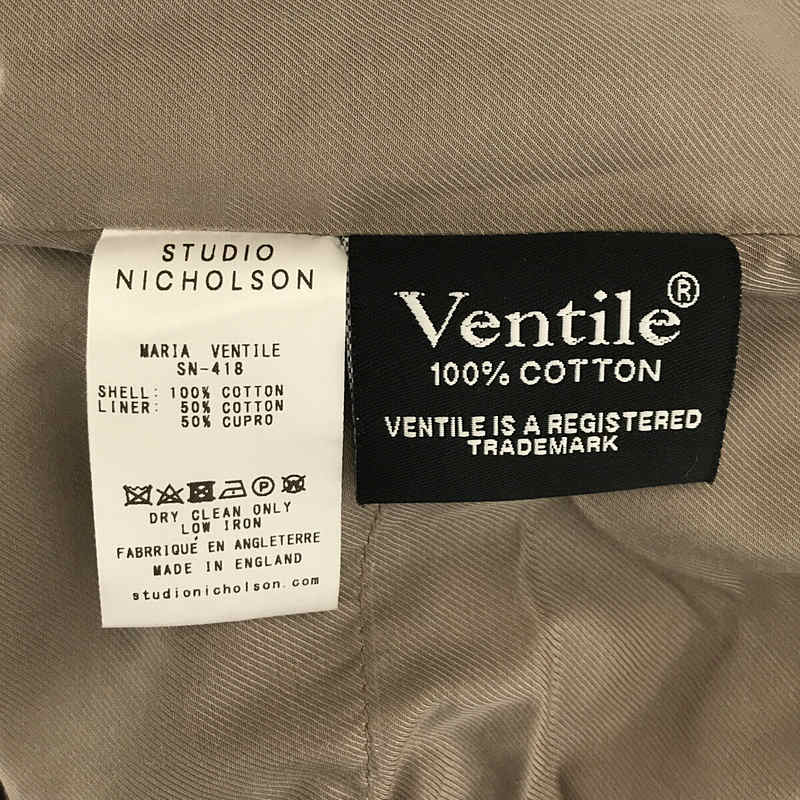 STUDIO
NICHOLSON
MARIA VENTILE
SN-418
SHELL: 100% COTTON
LINER: 50% COTTON
50% CUPRO
DRY CLEAN ONLY
LOW IRON
FABRRIQUÉ EN ANGLETERRE
MADE IN ENGLAND
studionicholson.com
Ventile®
100% COTTON
VENTILE IS A REGISTERED
TRADEMARK